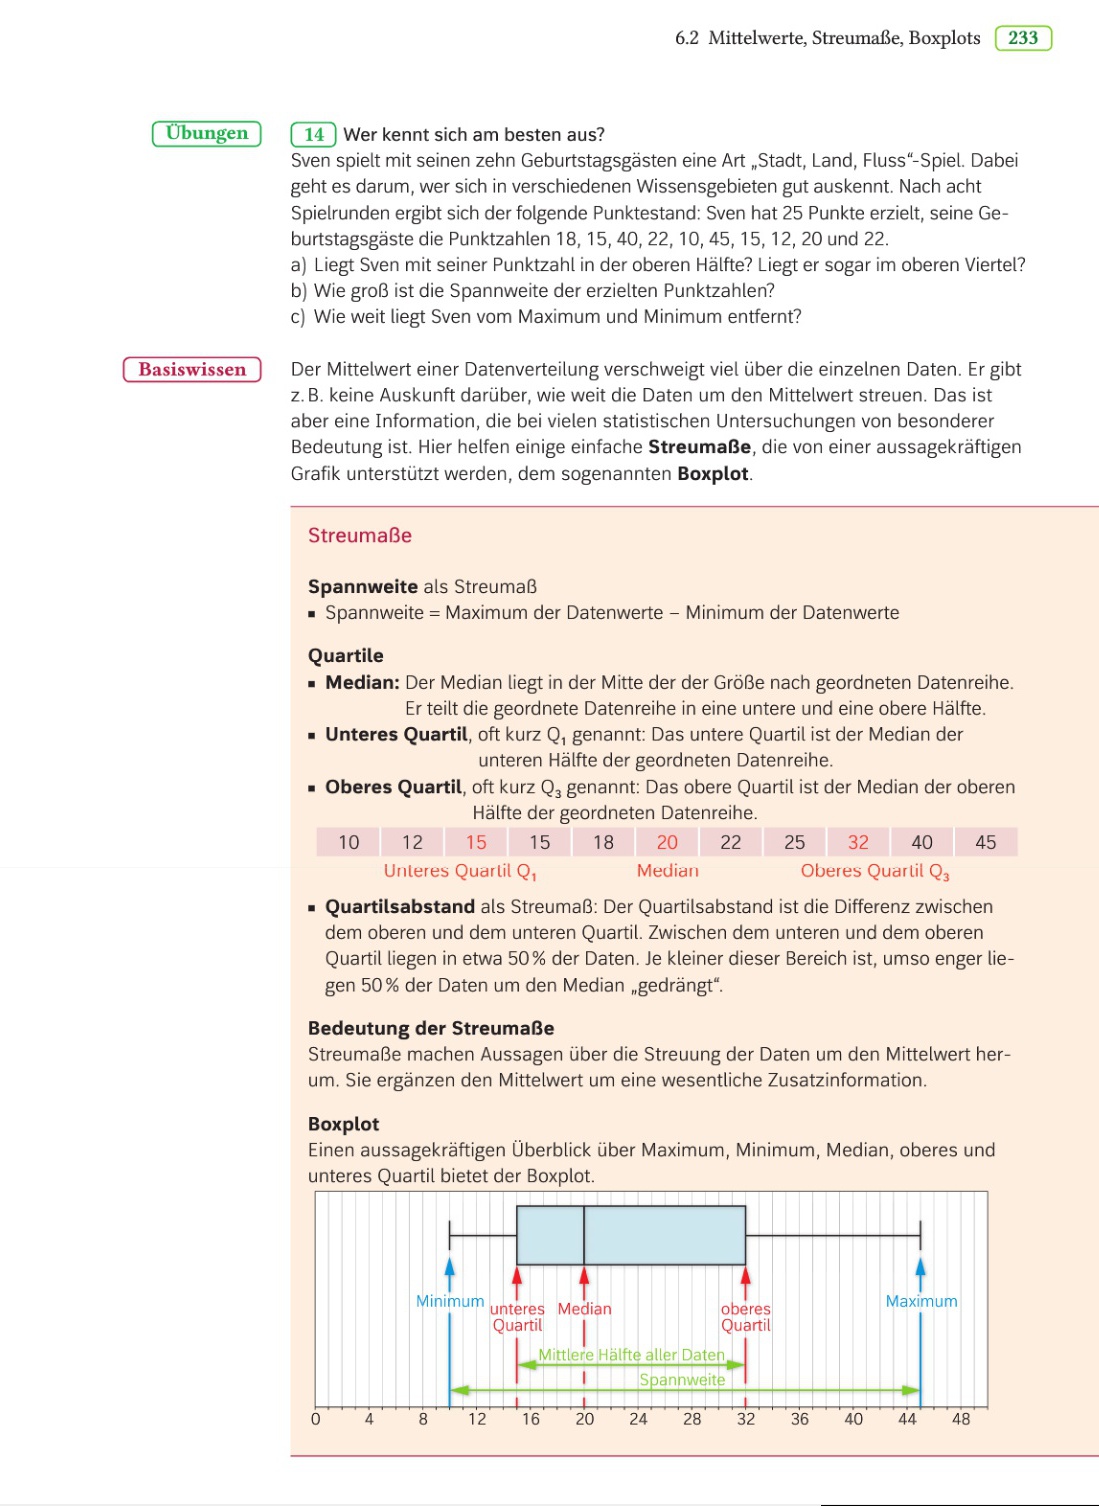 6.2 Mittelwerte, Streumaße, Boxplots 233
Übungen
14 Wer kennt sich am besten aus?
Sven spielt mit seinen zehn Geburtstagsgästen eine Art „Stadt, Land, Fluss“-Spiel. Dabei
geht es darum, wer sich in verschiedenen Wissensgebieten gut auskennt. Nach acht
Spielrunden ergibt sich der folgende Punktestand: Sven hat 25 Punkte erzielt, seine Ge-
burtstagsgäste die Punktzahlen 18, 15, 40, 22, 10, 45, 15, 12, 20 und 22.
a) Liegt Sven mit seiner Punktzahl in der oberen Hälfte? Liegt er sogar im oberen Viertel?
b) Wie groß ist die Spannweite der erzielten Punktzahlen?
c) Wie weit liegt Sven vom Maximum und Minimum entfernt?
Basiswissen
Der Mittelwert einer Datenverteilung verschweigt viel über die einzelnen Daten. Er gibt
z. B. keine Auskunft darüber, wie weit die Daten um den Mittelwert streuen. Das ist
aber eine Information, die bei vielen statistischen Untersuchungen von besonderer
Bedeutung ist. Hier helfen einige einfache Streumaße, die von einer aussagekräftigen
Grafik unterstützt werden, dem sogenannten Boxplot.
Streumaße
Spannweite als Streumaß
▪ Spannweite = Maximum der Datenwerte – Minimum der Datenwerte
Quartile
▪ Median: Der Median liegt in der Mitte der der Größe nach geordneten Datenreihe.
Er teilt die geordnete Datenreihe in eine untere und eine obere Hälfte.
▪ Unteres Quartil, oft kurz Q₁ genannt: Das untere Quartil ist der Median der
unteren Hälfte der geordneten Datenreihe.
▪ Oberes Quartil, oft kurz Q₃ genannt: Das obere Quartil ist der Median der oberen
Hälfte der geordneten Datenreihe.
10 12 15 15 18 20 22 25 32 40 45
Unteres Quartil Q₁ Median Oberes Quartil Q₃
▪ Quartilsabstand als Streumaß: Der Quartilsabstand ist die Differenz zwischen
dem oberen und dem unteren Quartil. Zwischen dem unteren und dem oberen
Quartil liegen in etwa 50 % der Daten. Je kleiner dieser Bereich ist, umso enger lie-
gen 50 % der Daten um den Median „gedrängt“.
Bedeutung der Streumaße
Streumaße machen Aussagen über die Streuung der Daten um den Mittelwert her-
um. Sie ergänzen den Mittelwert um eine wesentliche Zusatzinformation.
Boxplot
Einen aussagekräftigen Überblick über Maximum, Minimum, Median, oberes und
unteres Quartil bietet der Boxplot.
Minimum
unteres
Quartil
Median
oberes
Quartil
Maximum
Mittlere Hälfte aller Daten
Spannweite
0 4 8 12 16 20 24 28 32 36 40 44 48